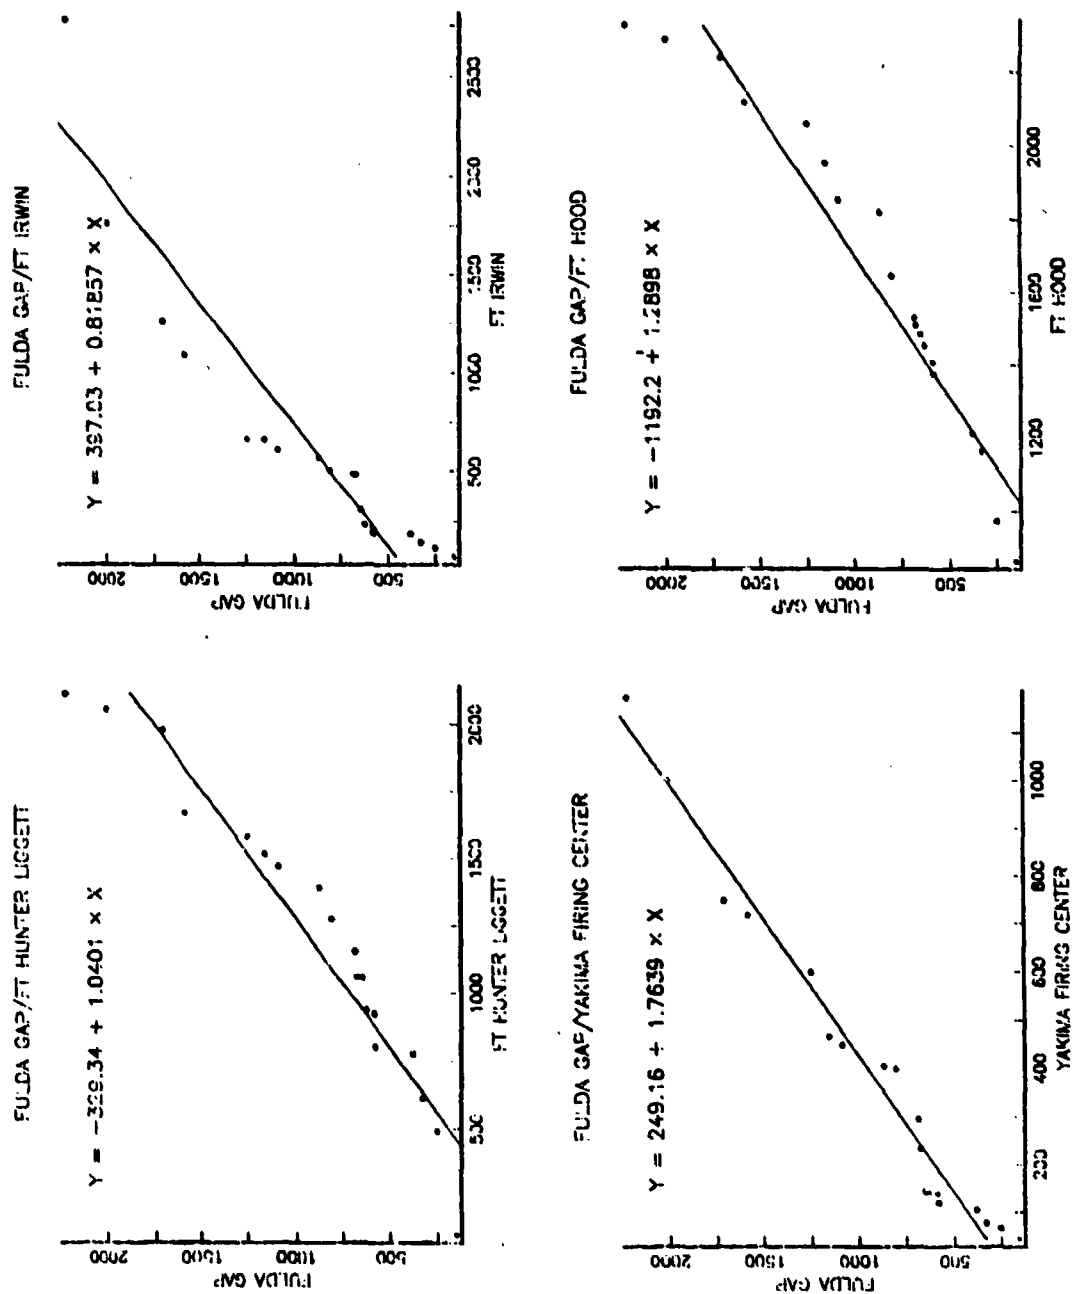 FULDA GAP/FT HUNTER LIGGETT
Y = -329.34 + 1.0401 × X
2000
1500
1000
500
FULDA GAP
500
1000
1500
2000
FT HUNTER LIGGETT
FULDA GAP/FT IRWIN
Y = 397.03 + 0.81857 × X
2000
1500
1000
500
FULDA GAP
500
1000
1500
2000
2500
FT IRWIN
FULDA GAP/YAKIMA FIRING CENTER
Y = 249.16 + 1.7639 × X
2000
1500
1000
500
FULDA GAP
200
400
600
800
1000
YAKIMA FIRING CENTER
FULDA GAP/FT HOOD
Y = -1192.2 + 1.2898 × X
2000
1500
1000
500
FULDA GAP
1200
1600
2000
FT HOOD